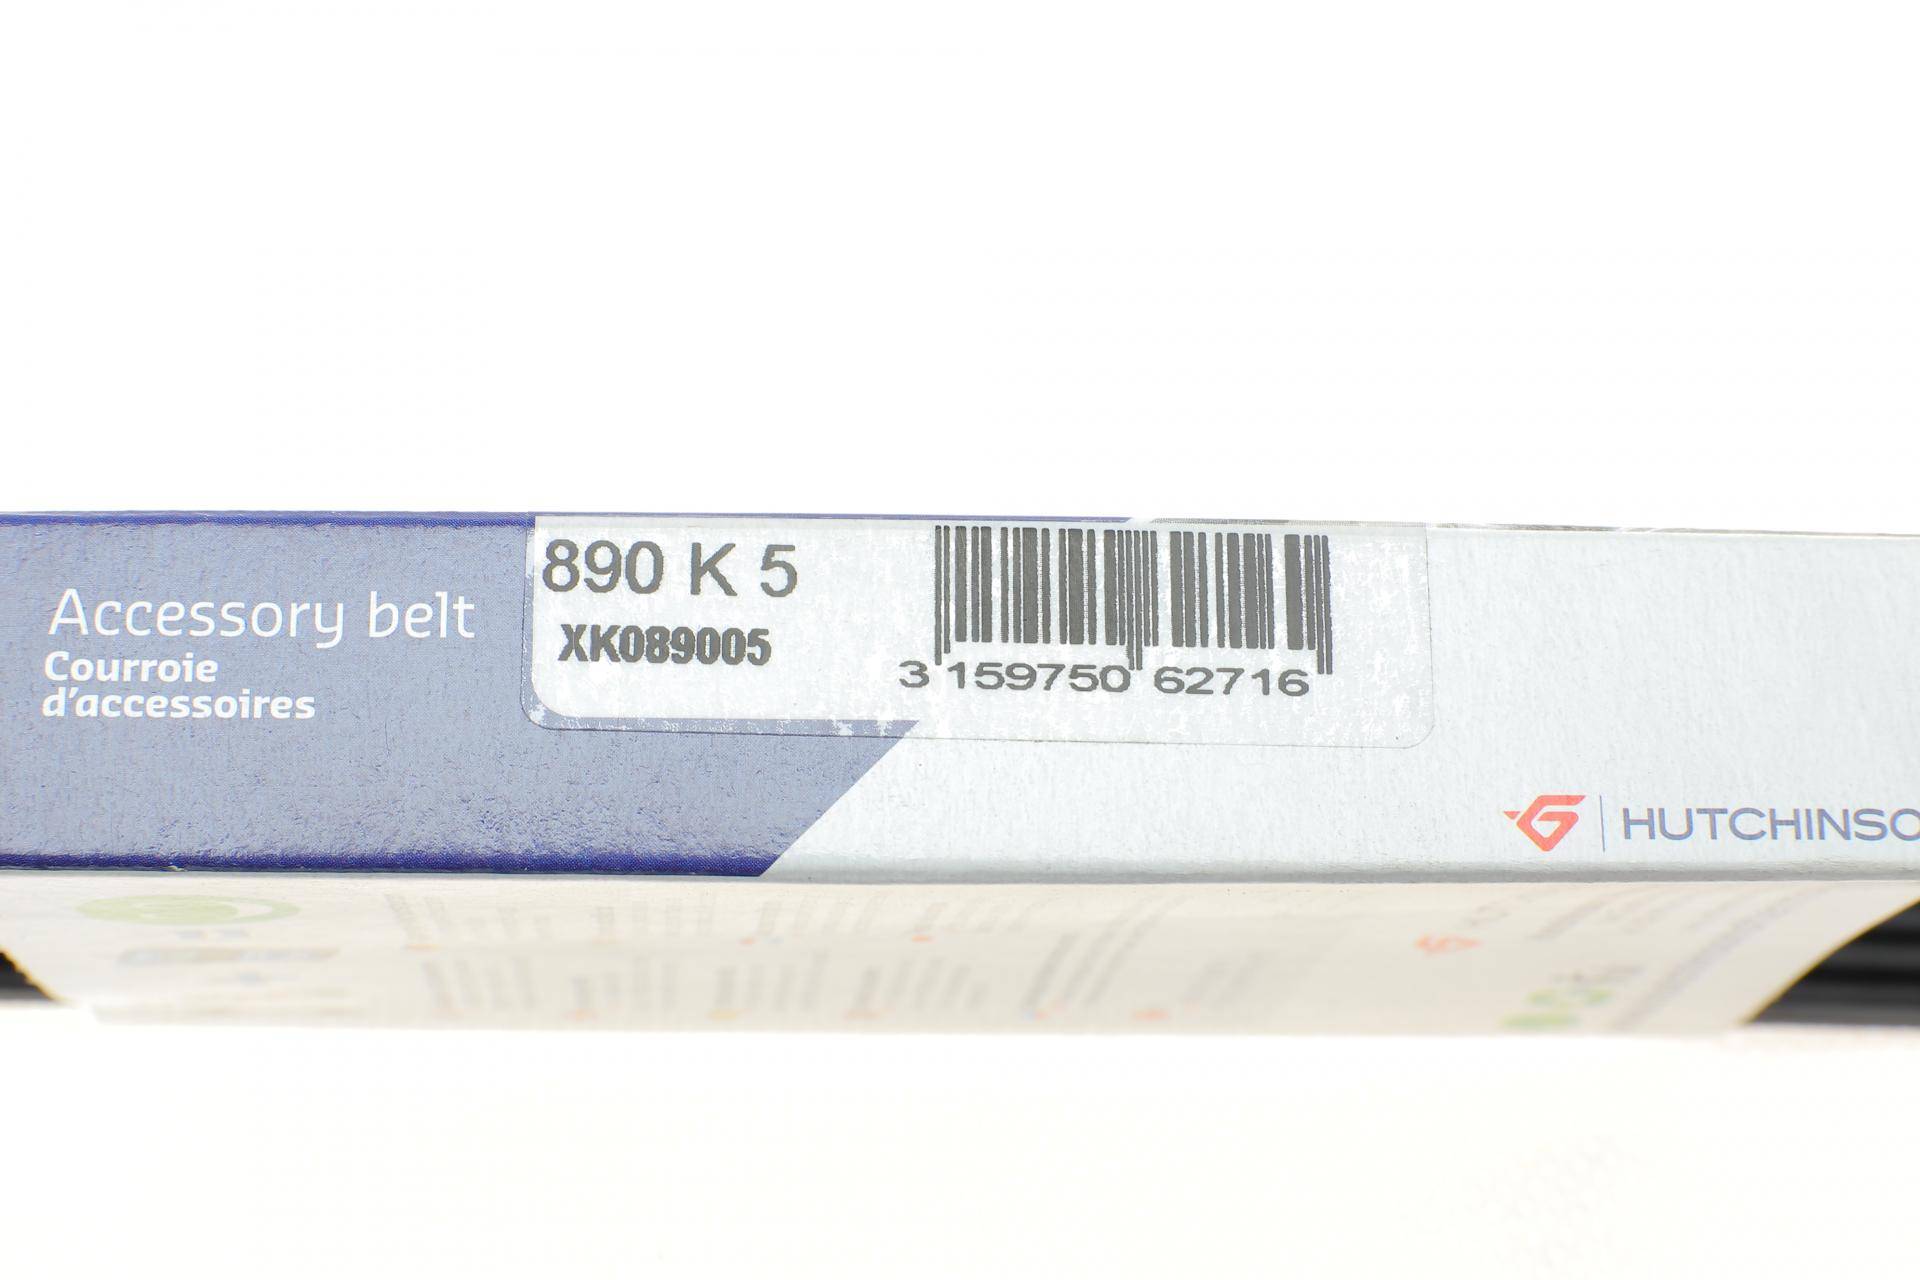 Accessory belt
Courroie
d'accessoires
890 K 5
XK089005
3 159750 62716
HUTCHINSO